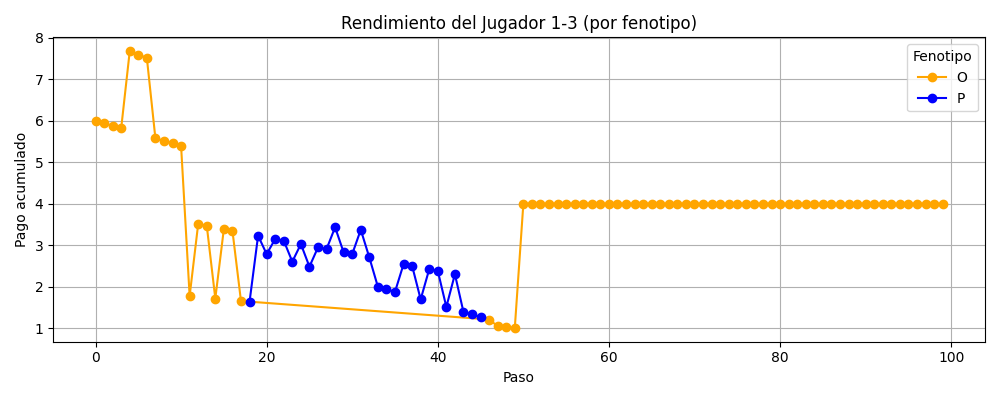 Rendimiento del Jugador 1-3 (por fenotipo)
Pago acumulado
8
7
6
5
4
3
2
1
Fenotipo
O
P
0 20 40 60 80 100
Paso